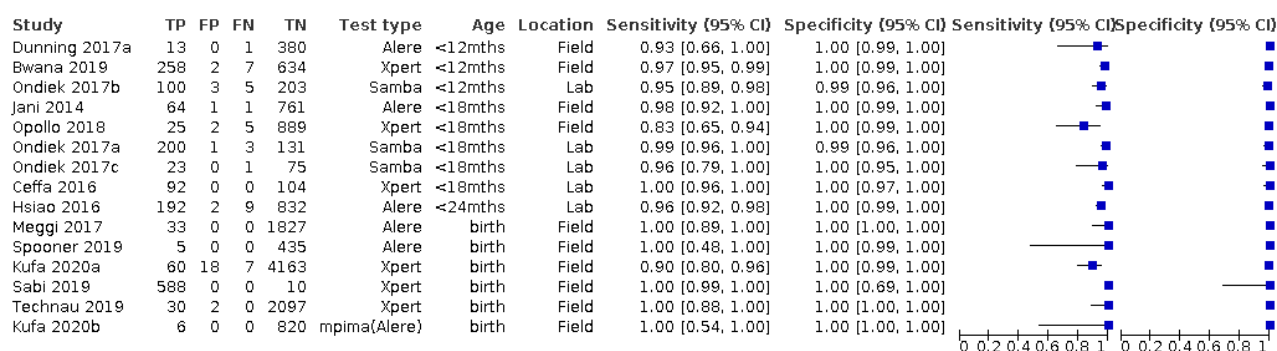 Study TP FP FN TN Test type Age Location Sensitivity (95% CI) Specificity (95% CI) Sensitivity (95% CI) Specificity (95% CI)
Dunning 2017a 13 0 1 380 Alere <12mths Field 0.93 [0.66, 1.00] 1.00 [0.99, 1.00]
Bwana 2019 258 2 7 634 Xpert <12mths Field 0.97 [0.95, 0.99] 1.00 [0.99, 1.00]
Ondiek 2017b 100 3 5 203 Samba <12mths Lab 0.95 [0.89, 0.98] 0.99 [0.96, 1.00]
Jani 2014 64 1 1 761 Alere <18mths Field 0.98 [0.92, 1.00] 1.00 [0.99, 1.00]
Opollo 2018 25 2 5 889 Xpert <18mths Field 0.83 [0.65, 0.94] 1.00 [0.99, 1.00]
Ondiek 2017a 200 1 3 131 Samba <18mths Lab 0.99 [0.96, 1.00] 0.99 [0.96, 1.00]
Ondiek 2017c 23 0 1 75 Samba <18mths Lab 0.96 [0.79, 1.00] 1.00 [0.95, 1.00]
Ceffa 2016 92 0 0 104 Xpert <18mths Lab 1.00 [0.96, 1.00] 1.00 [0.97, 1.00]
Hsiao 2016 192 2 9 832 Alere <24mths Lab 0.96 [0.92, 0.98] 1.00 [0.99, 1.00]
Meggi 2017 33 0 0 1827 Alere birth Field 1.00 [0.89, 1.00] 1.00 [1.00, 1.00]
Spooner 2019 5 0 0 435 Alere birth Field 1.00 [0.48, 1.00] 1.00 [0.99, 1.00]
Kufa 2020a 60 18 7 4163 Xpert birth Field 0.90 [0.80, 0.96] 1.00 [0.99, 1.00]
Sabi 2019 588 0 0 10 Xpert birth Field 1.00 [0.99, 1.00] 1.00 [0.69, 1.00]
Technau 2019 30 2 0 2097 Xpert birth Field 1.00 [0.88, 1.00] 1.00 [1.00, 1.00]
Kufa 2020b 6 0 0 820 mpima(Alere) birth Field 1.00 [0.54, 1.00] 1.00 [1.00, 1.00]
0 0.2 0.4 0.6 0.8 1 0 0.2 0.4 0.6 0.8 1